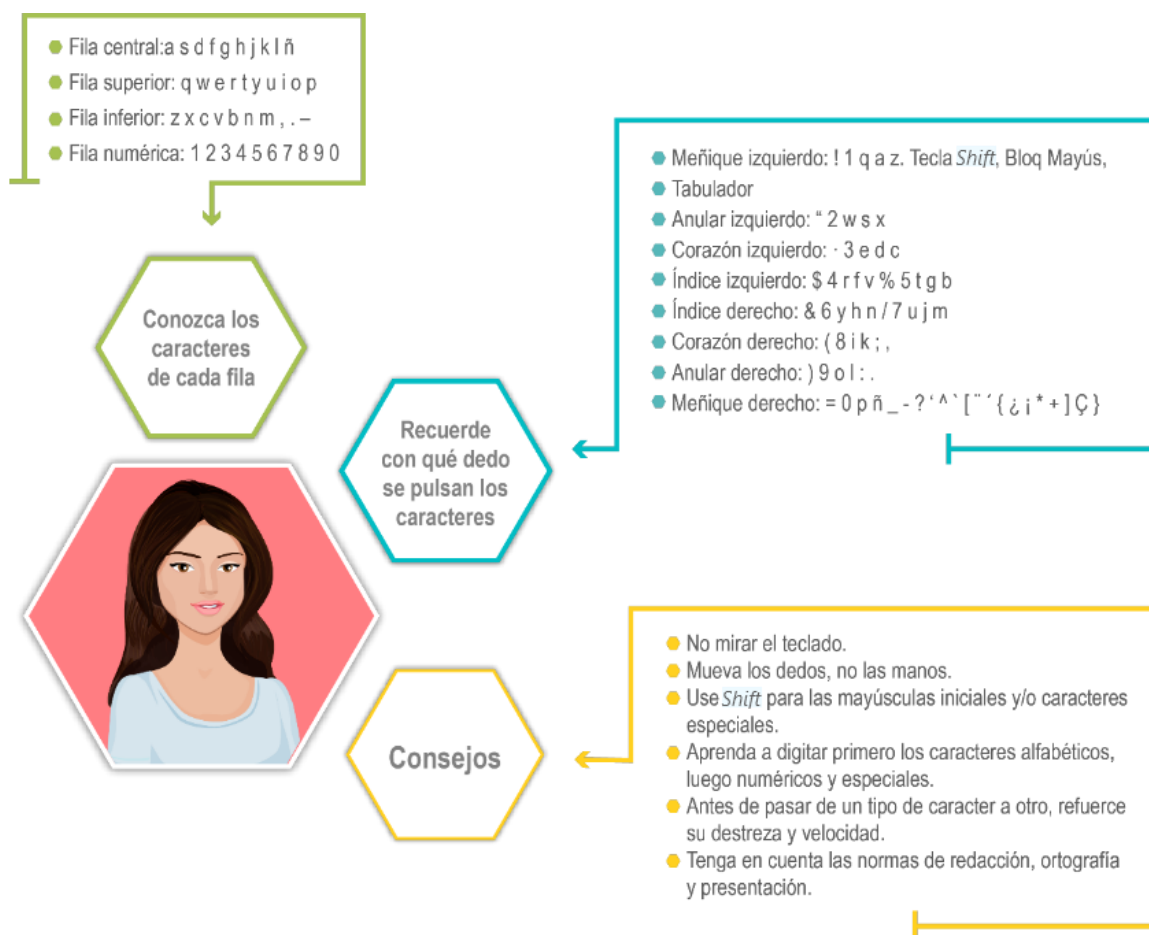 Fila central:a s d f g h j k l ñ
Fila superior: q w e r t y u i o p
Fila inferior: z x c v b n m , . –
Fila numérica: 1 2 3 4 5 6 7 8 9 0
Conozca los
caracteres
de cada fila
Meñique izquierdo: ! 1 q a z. Tecla Shift, Bloq Mayús,
Tabulador
Anular izquierdo: “ 2 w s x
Corazón izquierdo: · 3 e d c
Índice izquierdo: $ 4 r f v % 5 t g b
Índice derecho: & 6 y h n / 7 u j m
Corazón derecho: ( 8 i k ; ,
Anular derecho: ) 9 o l : .
Meñique derecho: = 0 p ñ _ - ? ‘ ^ ` [ ¨ ´ { ¿ ¡ * + ] Ç }
Recuerde
con qué dedo
se pulsan los
caracteres
No mirar el teclado.
Mueva los dedos, no las manos.
Use Shift para las mayúsculas iniciales y/o caracteres
especiales.
Aprenda a digitar primero los caracteres alfabéticos,
luego numéricos y especiales.
Antes de pasar de un tipo de caracter a otro, refuerce
su destreza y velocidad.
Tenga en cuenta las normas de redacción, ortografía
y presentación.
Consejos